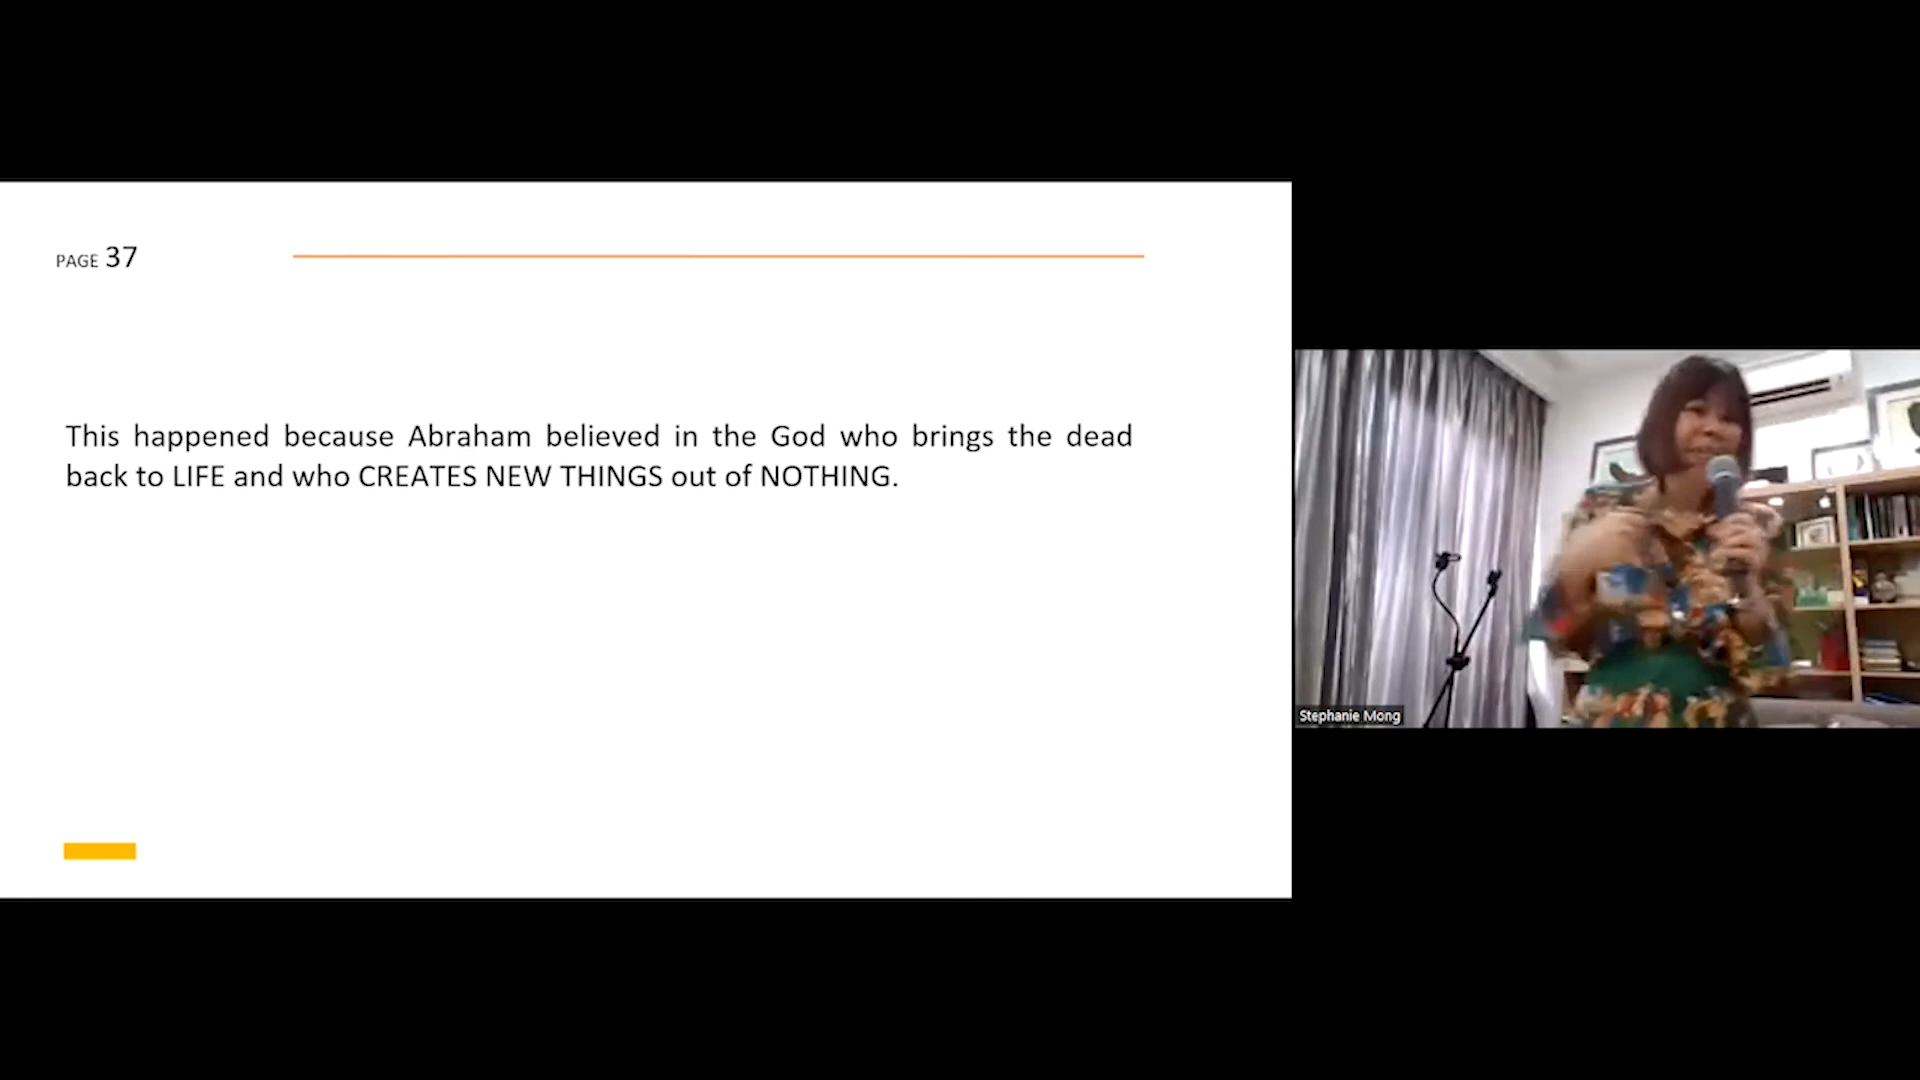 PAGE 37
This happened because Abraham believed in the God who brings the dead
back to LIFE and who CREATES NEW THINGS out of NOTHING.
Stephanie Mong